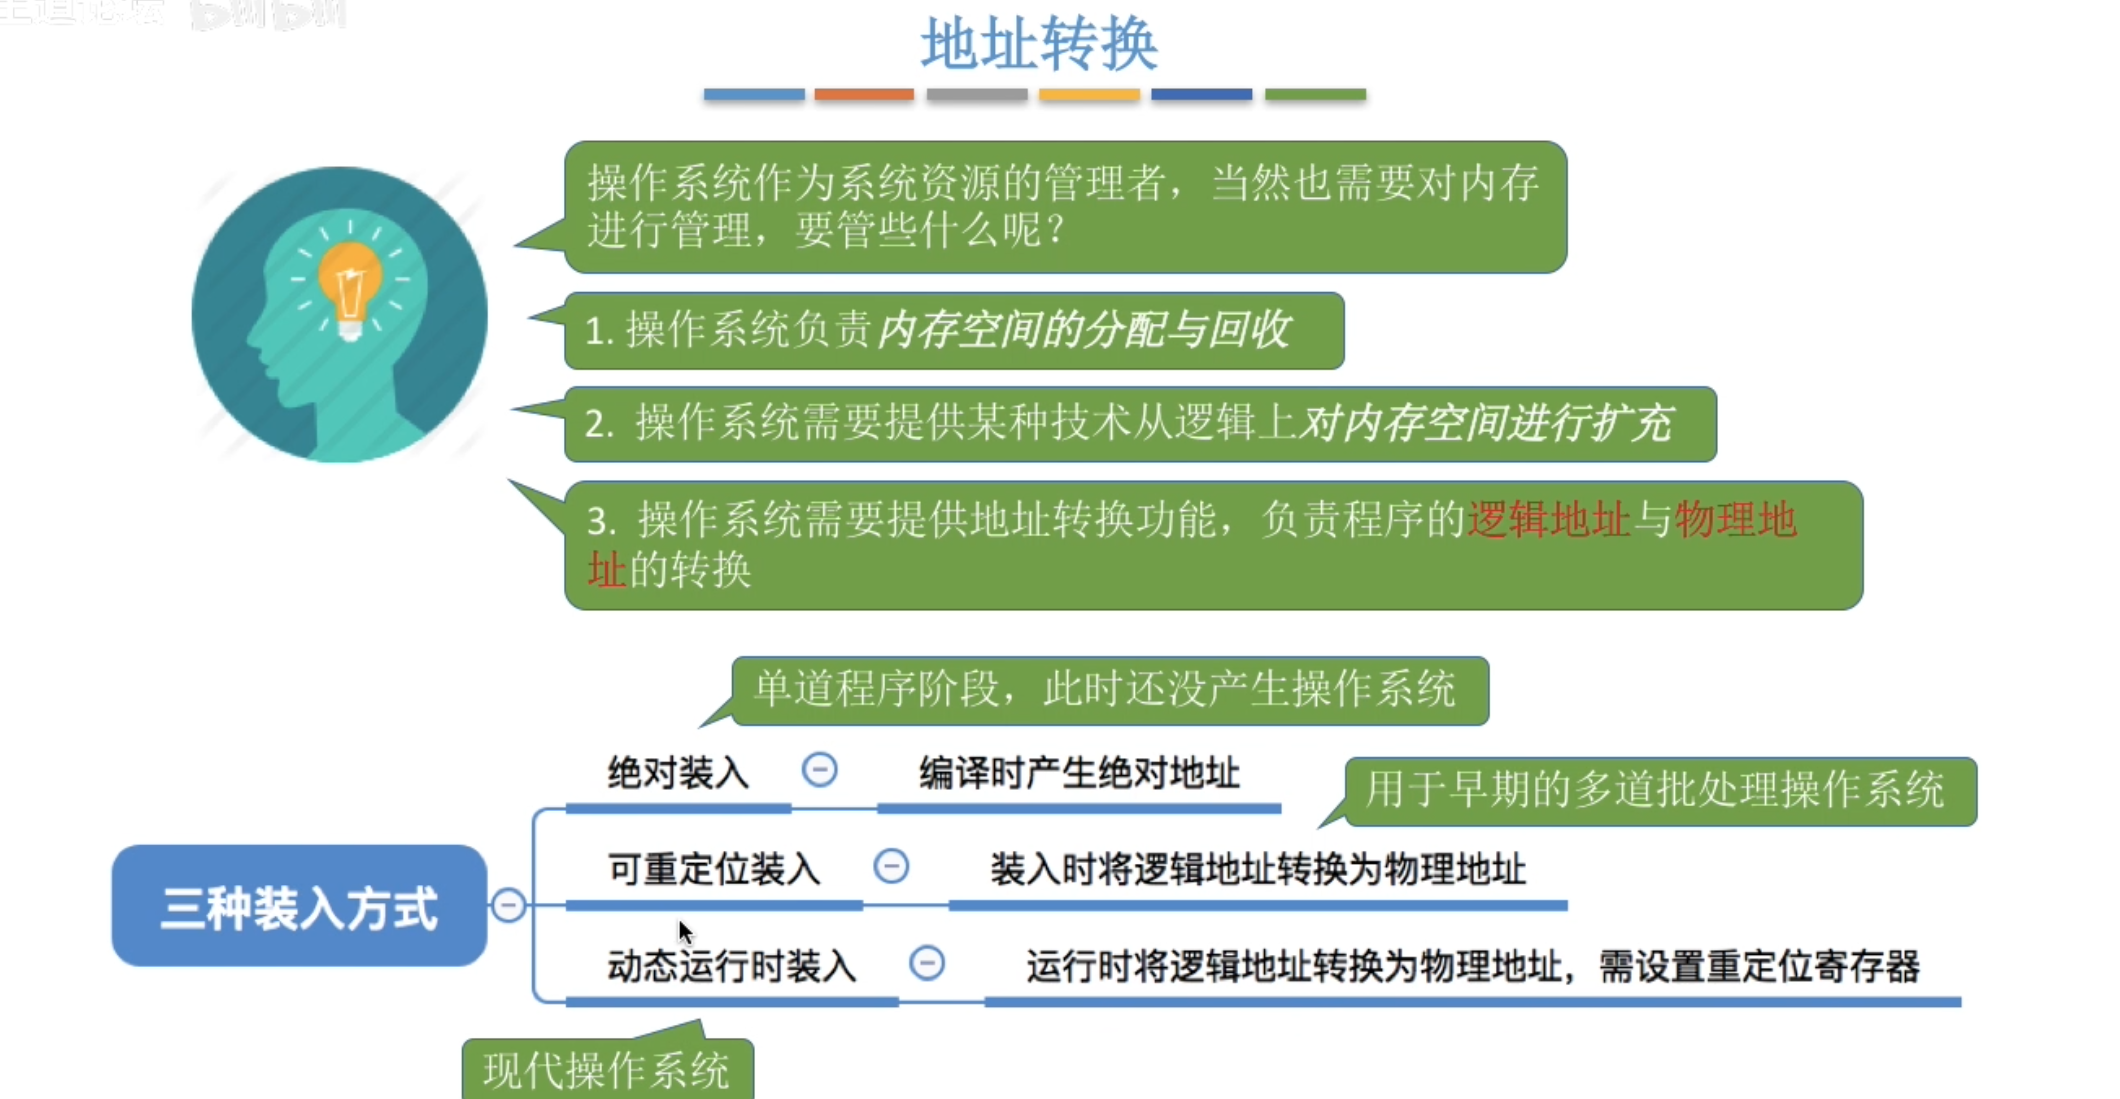 地址转换
操作系统作为系统资源的管理者，当然也需要对内存
进行管理，要管些什么呢？
1. 操作系统负责内存空间的分配与回收
2. 操作系统需要提供某种技术从逻辑上对内存空间进行扩充
3. 操作系统需要提供地址转换功能，负责程序的逻辑地址与物理地
址的转换
单道程序阶段，此时还没产生操作系统
绝对装入
编译时产生绝对地址
用于早期的多道批处理操作系统
三种装入方式
可重定位装入
装入时将逻辑地址转换为物理地址
动态运行时装入
运行时将逻辑地址转换为物理地址，需设置重定位寄存器
现代操作系统